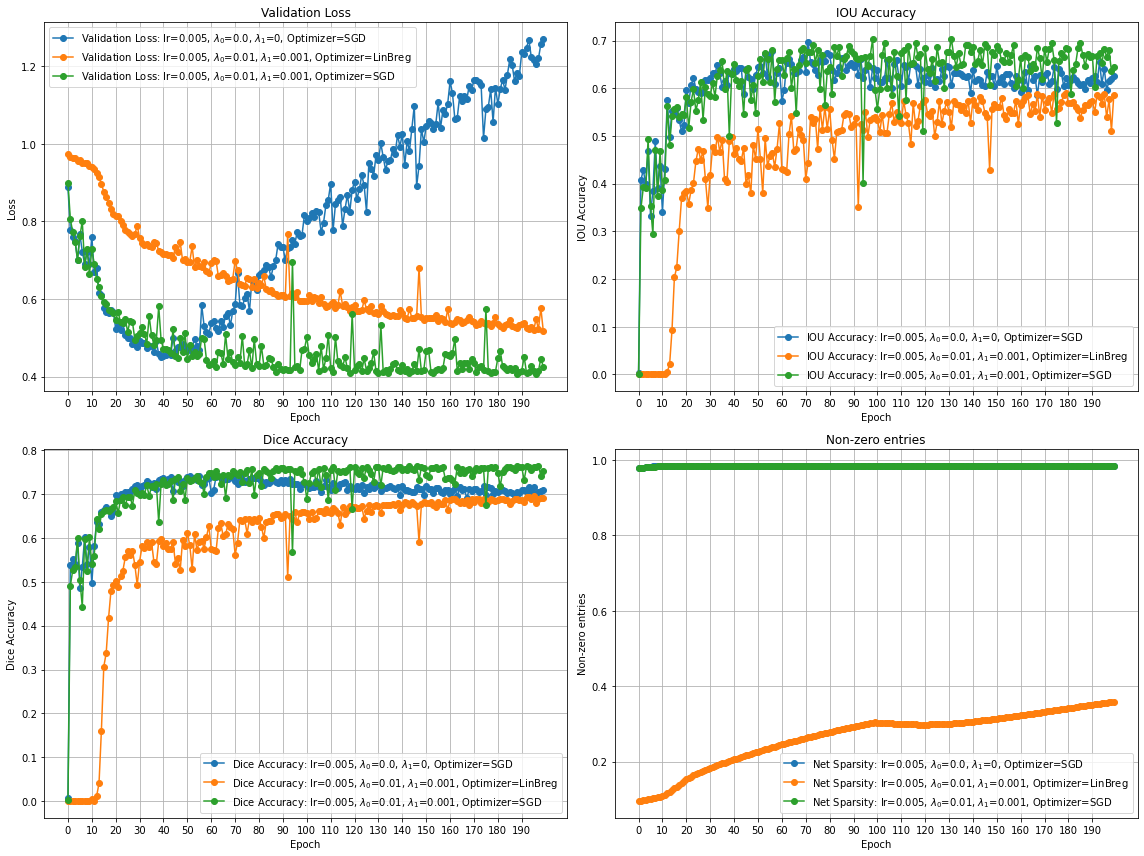 Validation Loss
Validation Loss: lr=0.005, λ₀=0.0, λ₁=0, Optimizer=SGD
Validation Loss: lr=0.005, λ₀=0.01, λ₁=0.001, Optimizer=LinBreg
Validation Loss: lr=0.005, λ₀=0.01, λ₁=0.001, Optimizer=SGD
1.2
1.0
0.8
0.6
0.4
Loss
0 10 20 30 40 50 60 70 80 90 100 110 120 130 140 150 160 170 180 190
Epoch
IOU Accuracy
0.7
0.6
0.5
0.4
0.3
0.2
0.1
0.0
IOU Accuracy
IOU Accuracy: lr=0.005, λ₀=0.0, λ₁=0, Optimizer=SGD
IOU Accuracy: lr=0.005, λ₀=0.01, λ₁=0.001, Optimizer=LinBreg
IOU Accuracy: lr=0.005, λ₀=0.01, λ₁=0.001, Optimizer=SGD
0 10 20 30 40 50 60 70 80 90 100 110 120 130 140 150 160 170 180 190
Epoch
Dice Accuracy
0.8
0.7
0.6
0.5
0.4
0.3
0.2
0.1
0.0
Dice Accuracy
Dice Accuracy: lr=0.005, λ₀=0.0, λ₁=0, Optimizer=SGD
Dice Accuracy: lr=0.005, λ₀=0.01, λ₁=0.001, Optimizer=LinBreg
Dice Accuracy: lr=0.005, λ₀=0.01, λ₁=0.001, Optimizer=SGD
0 10 20 30 40 50 60 70 80 90 100 110 120 130 140 150 160 170 180 190
Epoch
Non-zero entries
1.0
0.8
0.6
0.4
0.2
Non-zero entries
Net Sparsity: lr=0.005, λ₀=0.0, λ₁=0, Optimizer=SGD
Net Sparsity: lr=0.005, λ₀=0.01, λ₁=0.001, Optimizer=LinBreg
Net Sparsity: lr=0.005, λ₀=0.01, λ₁=0.001, Optimizer=SGD
0 10 20 30 40 50 60 70 80 90 100 110 120 130 140 150 160 170 180 190
Epoch